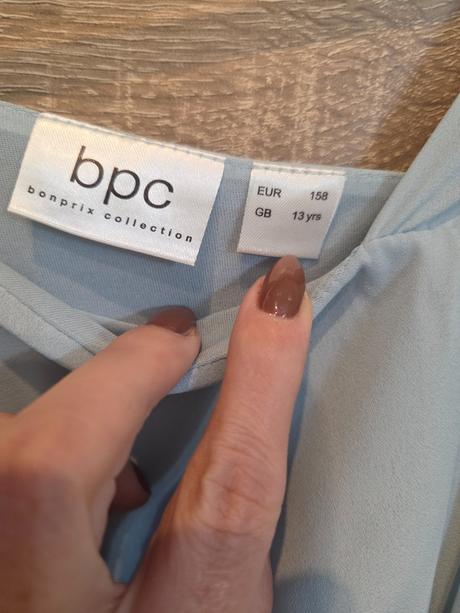 bpc
bonprix collection
EUR 158
GB 13 yrs